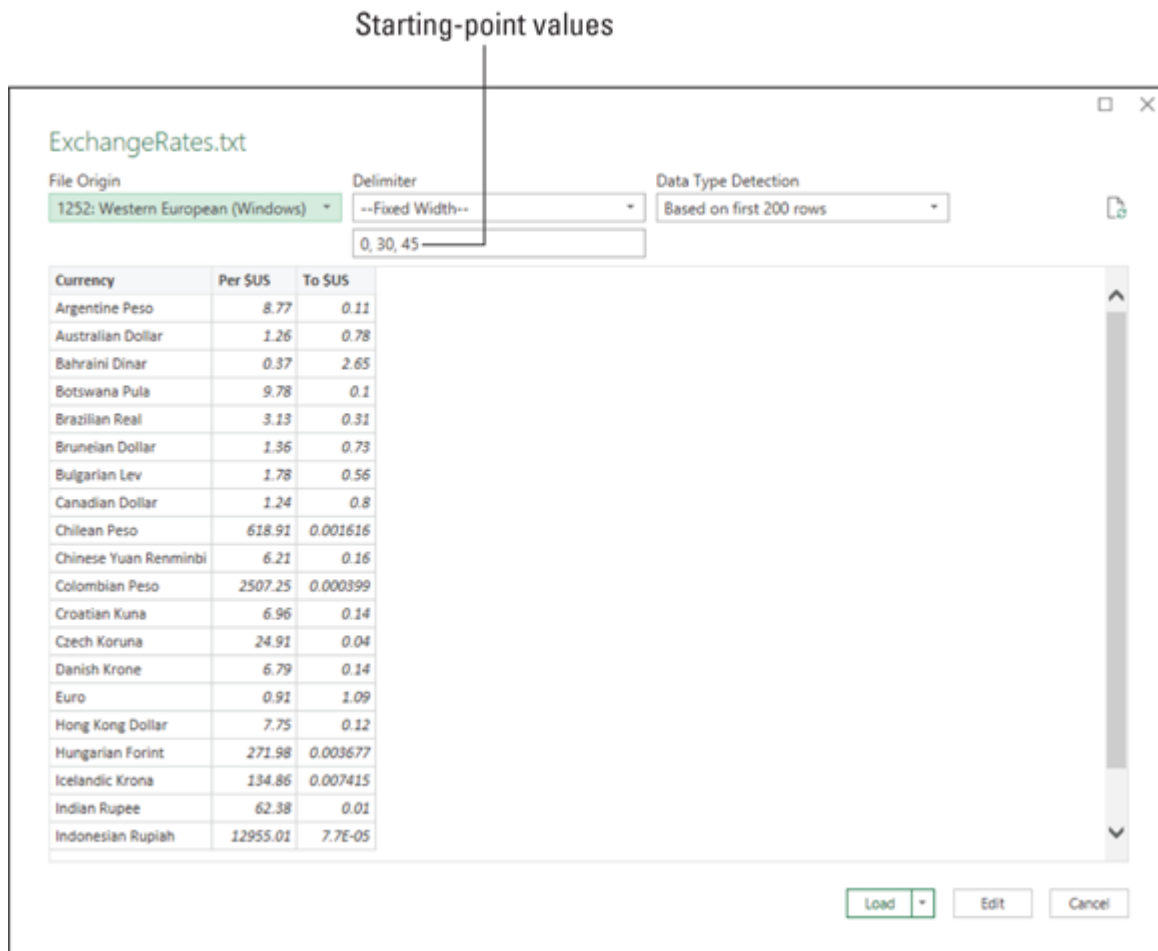 Starting-point values
ExchangeRates.txt
File Origin Delimiter Data Type Detection
1252: Western European (Windows) --Fixed Width-- Based on first 200 rows
0, 30, 45
Currency Per $US To $US
Argentine Peso 8.77 0.11
Australian Dollar 1.26 0.78
Bahraini Dinar 0.37 2.65
Botswana Pula 9.78 0.1
Brazilian Real 3.13 0.31
Bruneian Dollar 1.36 0.73
Bulgarian Lev 1.78 0.56
Canadian Dollar 1.24 0.8
Chilean Peso 618.91 0.001616
Chinese Yuan Renminbi 6.21 0.16
Colombian Peso 2507.25 0.000399
Croatian Kuna 6.96 0.14
Czech Koruna 24.91 0.04
Danish Krone 6.79 0.14
Euro 0.91 1.09
Hong Kong Dollar 7.75 0.12
Hungarian Forint 271.98 0.003677
Icelandic Krona 134.86 0.007415
Indian Rupee 62.38 0.01
Indonesian Rupiah 12955.01 7.7E-05
Load Edit Cancel